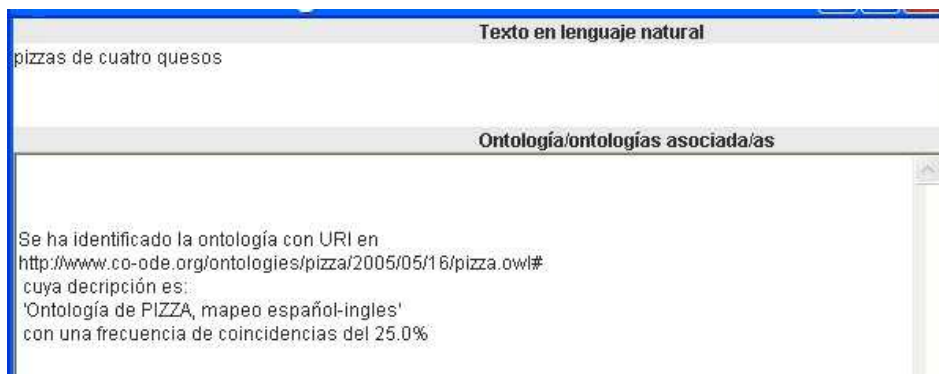 Texto en lenguaje natural
pizzas de cuatro quesos
Ontología/ontologías asociada/as
Se ha identificado la ontología con URI en
http://www.co-ode.org/ontologies/pizza/2005/05/16/pizza.owl#
cuya decripción es:
'Ontología de PIZZA, mapeo español-ingles'
con una frecuencia de coincidencias del 25.0%